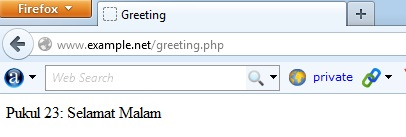 Firefox
Greeting
www.example.net/greeting.php
Web Search
private
Pukul 23: Selamat Malam